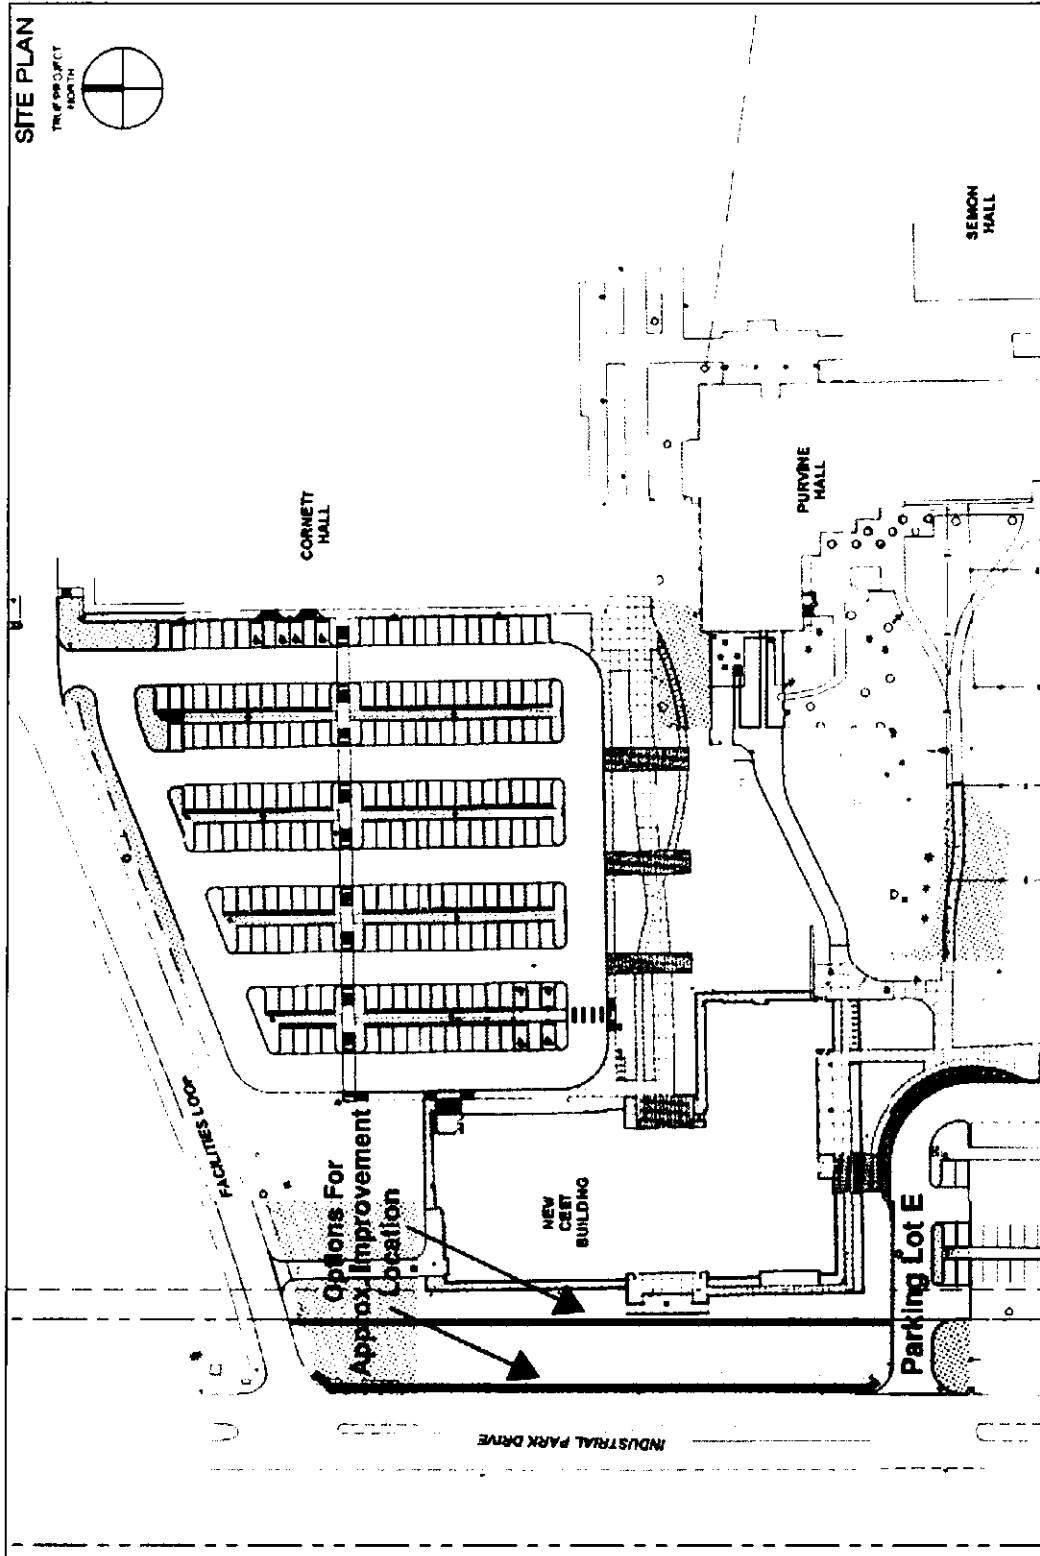 SITE PLAN
TRUE PROJECT
NORTH
SEMON
HALL
CORNETT
HALL
PURVINE
HALL
FACILITIES LOOP
Options For
Approx. Improvement
Location
NEW
CEET
BUILDING
Parking Lot E
INDUSTRIAL PARK DRIVE